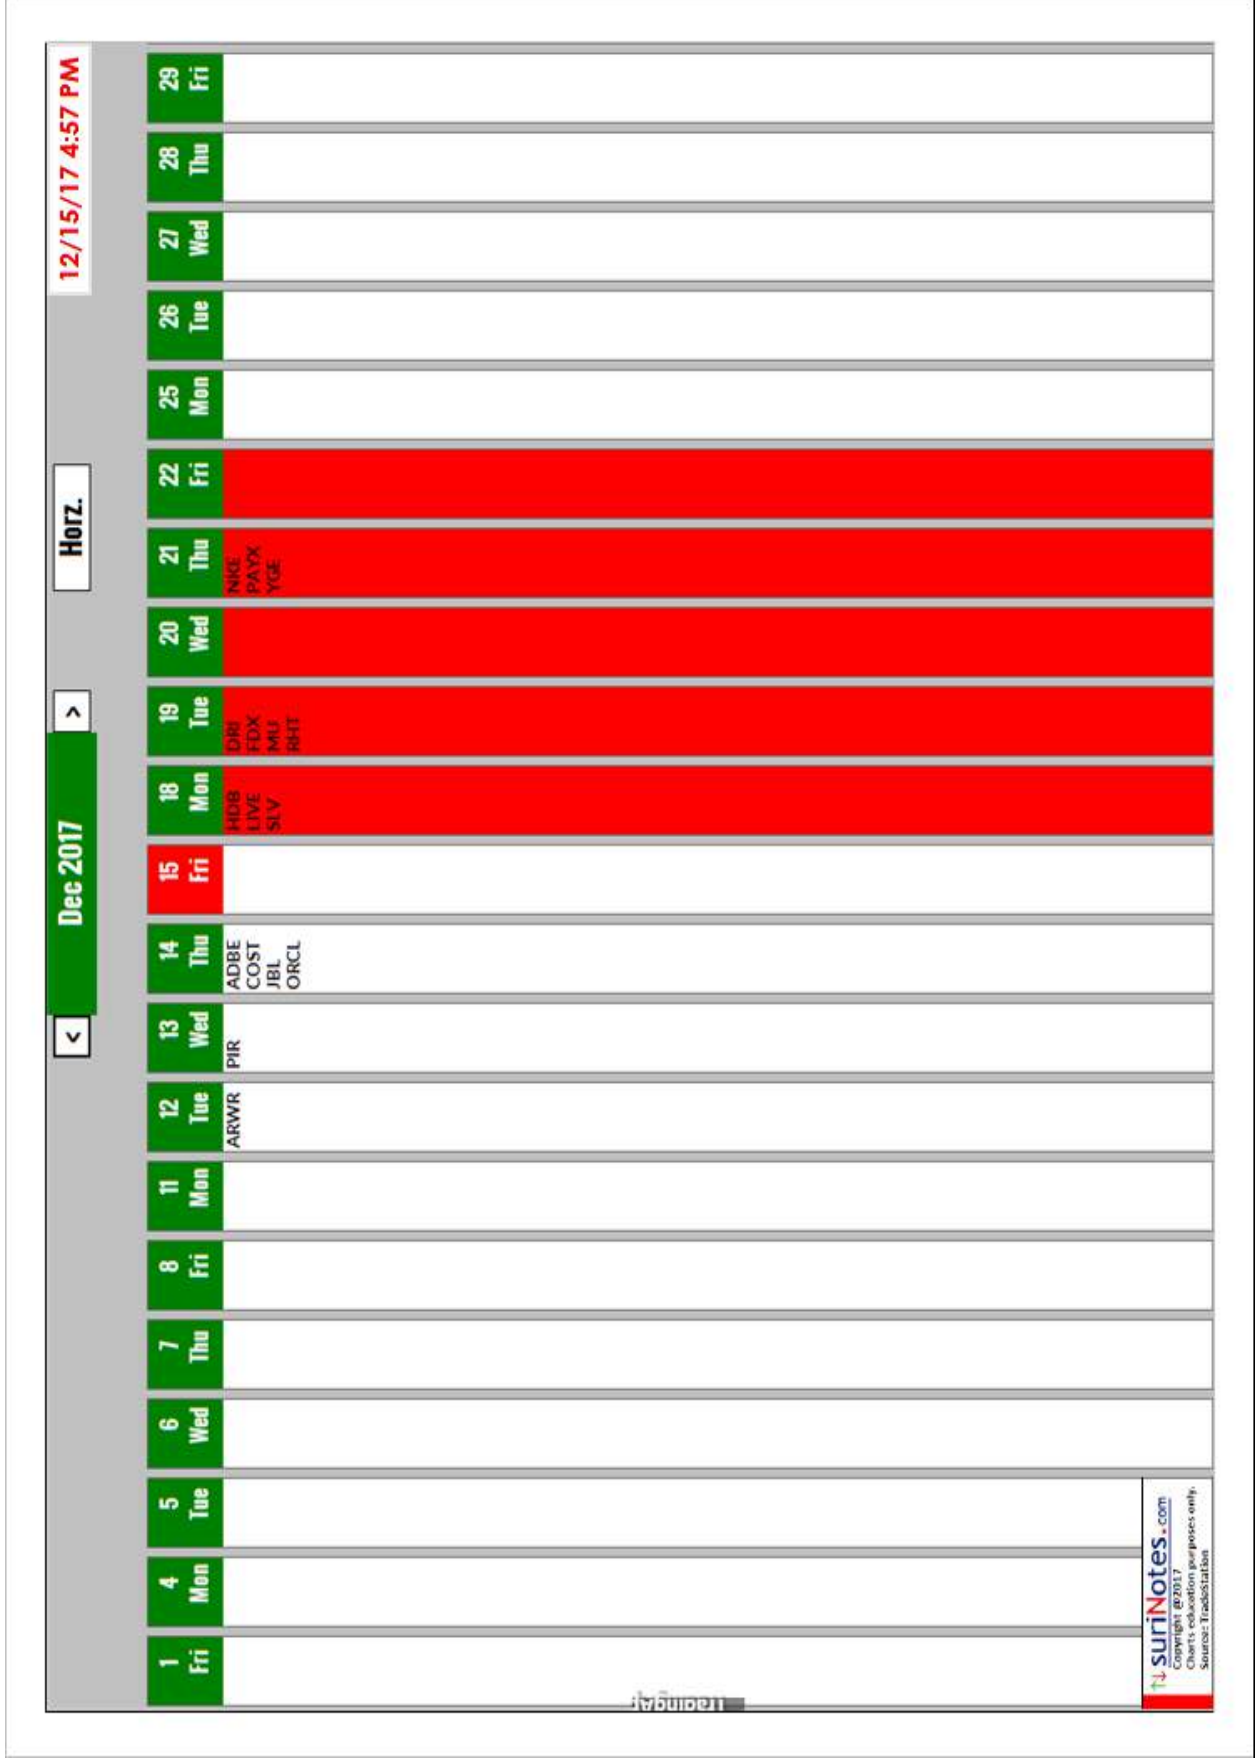 < Dec 2017 > Horz. 12/15/17 4:57 PM
1 Fri
4 Mon
5 Tue
6 Wed
7 Thu
8 Fri
11 Mon
12 Tue
ARWR
13 Wed
PIR
14 Thu
ADBE
COST
JBL
ORCL
15 Fri
18 Mon
HDB
LIVE
SLV
19 Tue
DRI
FDX
MU
RHT
20 Wed
21 Thu
NKE
PAYX
YGE
22 Fri
25 Mon
26 Tue
27 Wed
28 Thu
29 Fri
suriNotes.com
Copyright @2017
Charts education purposes only.
Source: TradeStation